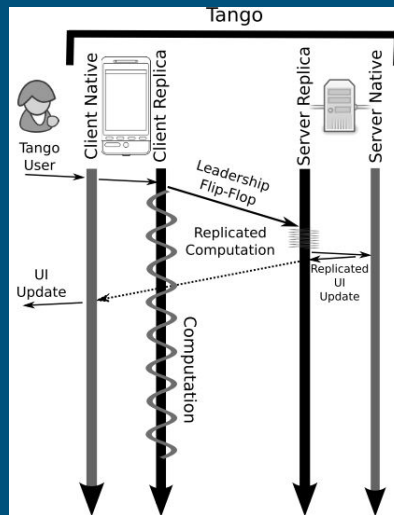 Tango
Client Native
Client Replica
Server Replica
Server Native
Tango
User
Leadership
Flip-Flop
Replicated
Computation
Replicated
UI
Update
UI
Update
Computation